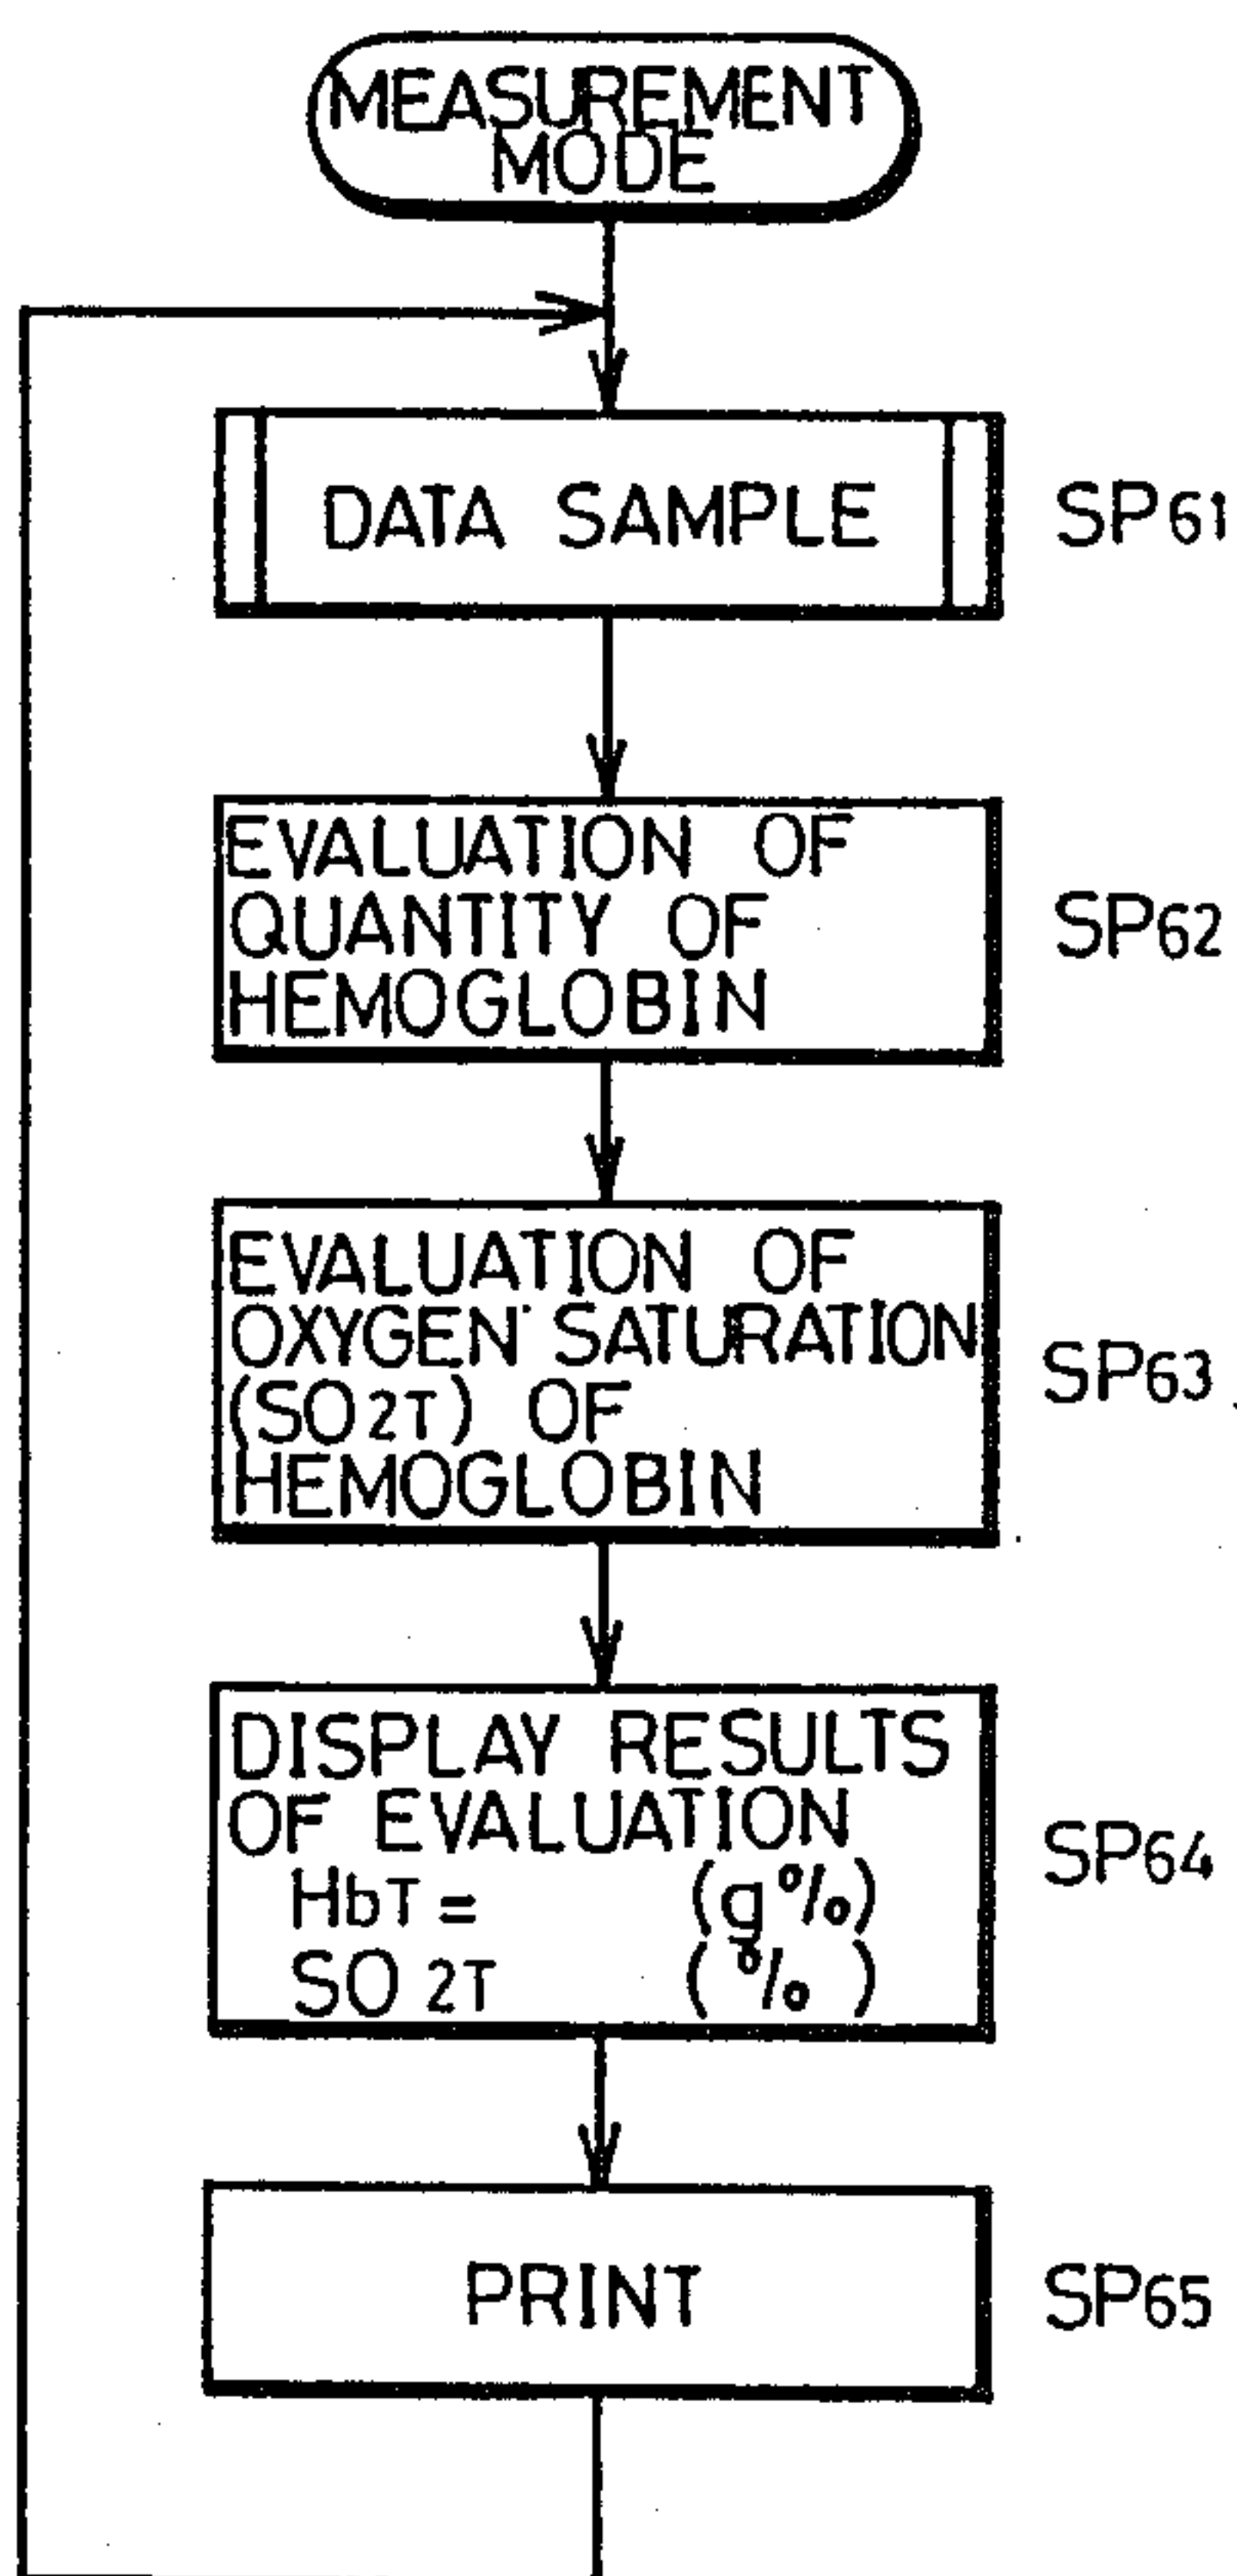 MEASUREMENT
MODE
DATA SAMPLE
SP61
EVALUATION OF
QUANTITY OF
HEMOGLOBIN
SP62
EVALUATION OF
OXYGEN SATURATION
(SO2T) OF
HEMOGLOBIN
SP63
DISPLAY RESULTS
OF EVALUATION
HbT = (g%)
SO2T (%)
SP64
PRINT
SP65